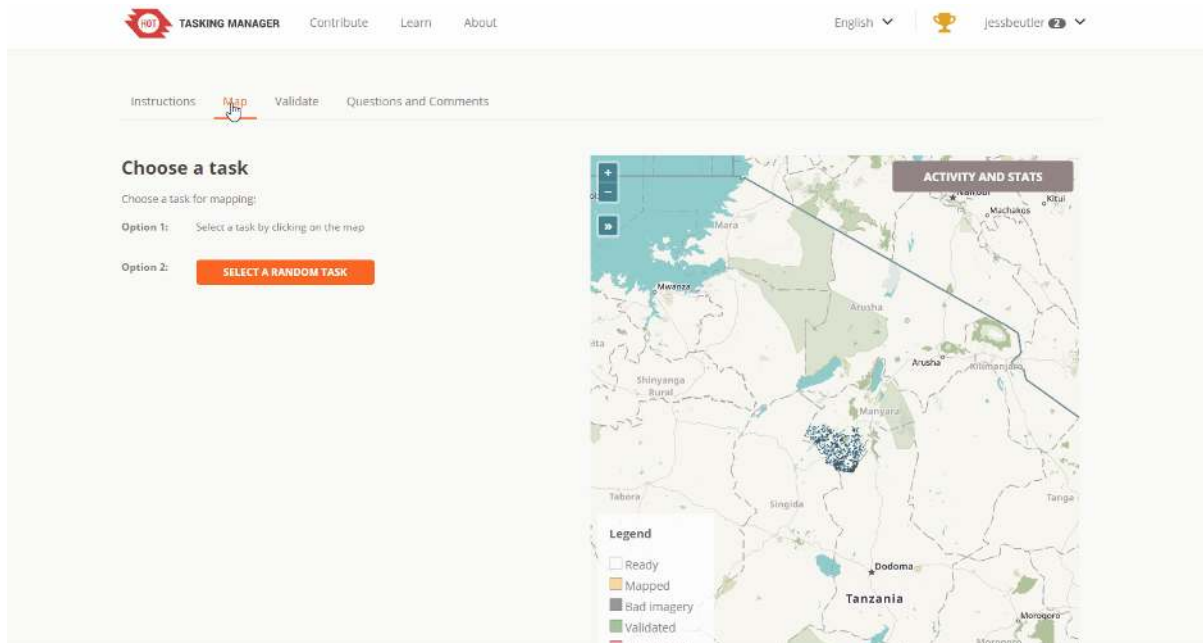 HOT TASKING MANAGER Contribute Learn About English jessbeutler 2
Instructions Map Validate Questions and Comments
Choose a task
Choose a task for mapping:
Option 1: Select a task by clicking on the map
Option 2: SELECT A RANDOM TASK
+
-
»
ACTIVITY AND STATS
Nairobi
Kitui
Machakos
Mara
Mwanza
Arusha
Arusha
Kilimanjaro
Shinyanga
Rural
Manyara
Tabora
Singida
Tanga
Legend
Ready
Mapped
Bad imagery
Validated
Dodoma
Tanzania
Morogoro
Morogoro